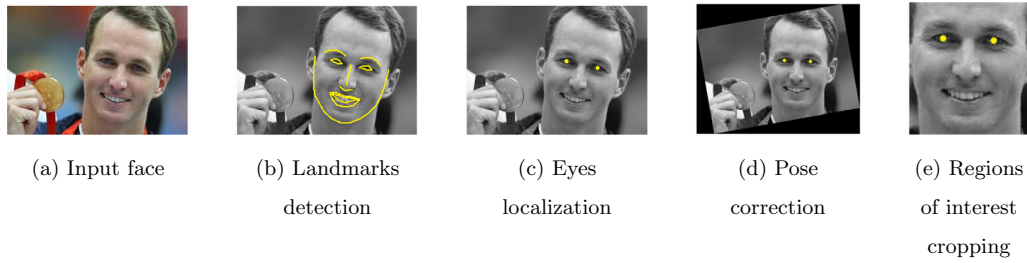 (a) Input face
(b) Landmarks
detection
(c) Eyes
localization
(d) Pose
correction
(e) Regions
of interest
cropping